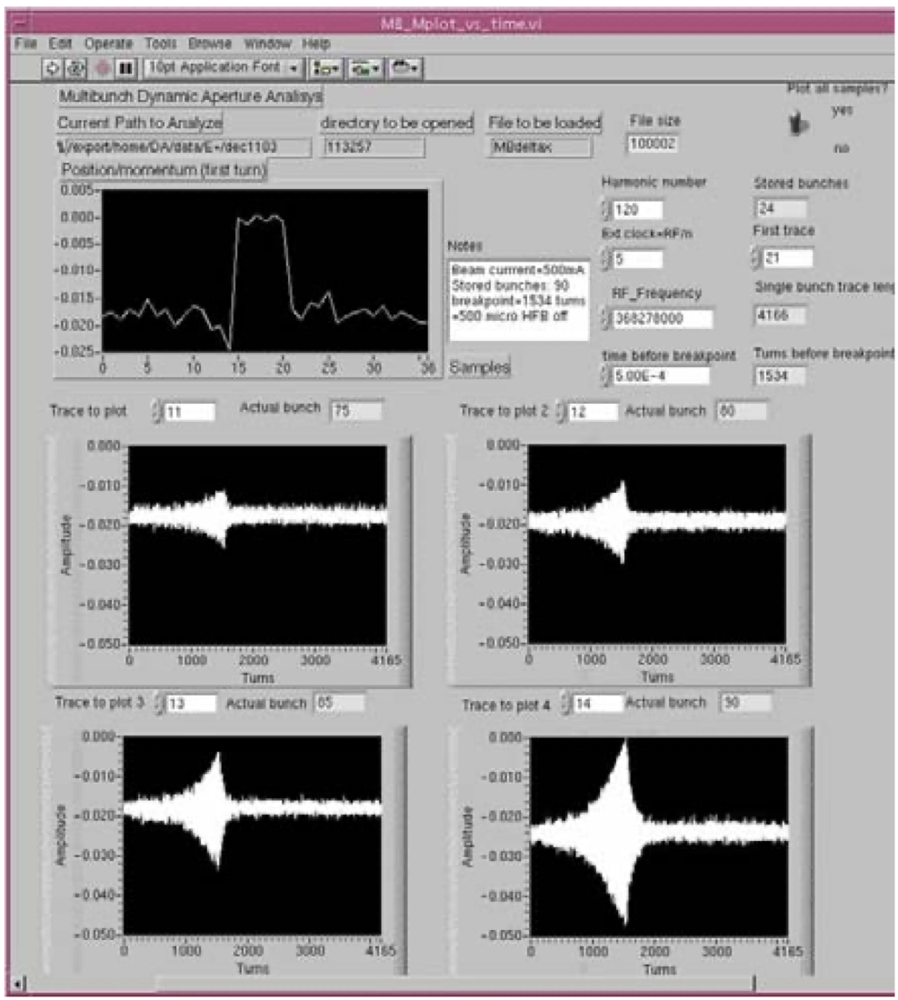 MB_Mplot_vs_time.vi
File Edit Operate Tools Browse Window Help
10pt Application Font
Multibunch Dynamic Aperture Analisys
Plot all samples?
yes
no
Current Path to Analyze directory to be opened File to be loaded File size
/export/home/DA/data/E+/dec1103 113257 MBdeltax 100002
Position/momentum (first turn)
0.005
0.000
-0.005
-0.010
-0.015
-0.020
-0.025
0 5 10 15 20 25 30 36
Samples
Notes
Beam currnet=500mA
Stored bunches: 90
breakpoint=1534 turns
=500 micro HFB off
Harmonic number Stored bunches
120 24
Ext clock=RF/n First trace
5 21
RF_Frequency Single bunch trace leng
368278000 4166
time before breakpoint Turns before breakpoint
5.00E-4 1534
Trace to plot 11 Actual bunch 75
0.000
-0.010
-0.020
-0.030
-0.040
-0.050
Amplitude
0 1000 2000 3000 4165
Turns
Trace to plot 2 12 Actual bunch 80
0.000
-0.010
-0.020
-0.030
-0.040
-0.050
Amplitude
0 1000 2000 3000 4165
Turns
Trace to plot 3 13 Actual bunch 85
0.000
-0.010
-0.020
-0.030
-0.040
-0.050
Amplitude
0 1000 2000 3000 4165
Turns
Trace to plot 4 14 Actual bunch 90
0.000
-0.010
-0.020
-0.030
-0.040
-0.050
Amplitude
0 1000 2000 3000 4165
Turns